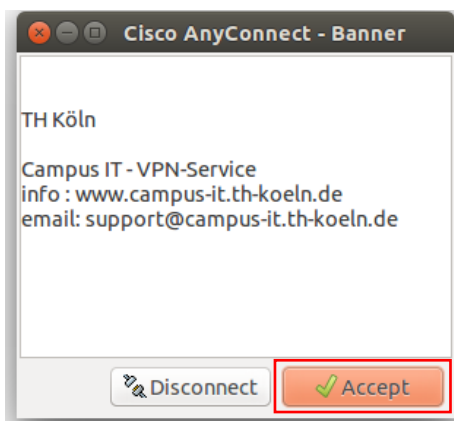 Cisco AnyConnect - Banner
TH Köln
Campus IT - VPN-Service
info : www.campus-it.th-koeln.de
email: support@campus-it.th-koeln.de
Disconnect
Accept